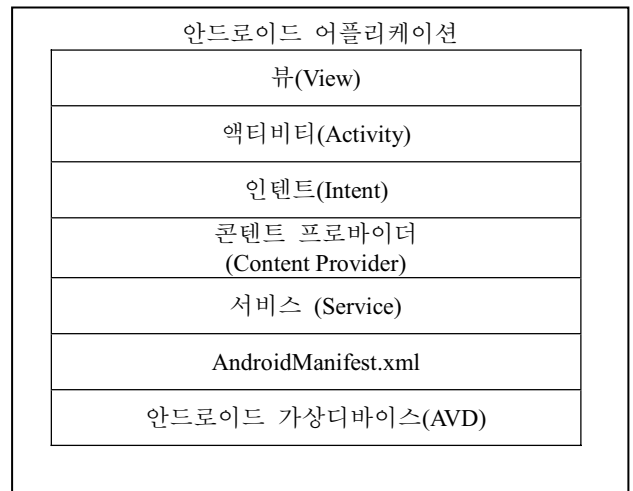 안드로이드 어플리케이션
뷰(View)
액티비티(Activity)
인텐트(Intent)
콘텐트 프로바이더
(Content Provider)
서비스 (Service)
AndroidManifest.xml
안드로이드 가상디바이스(AVD)